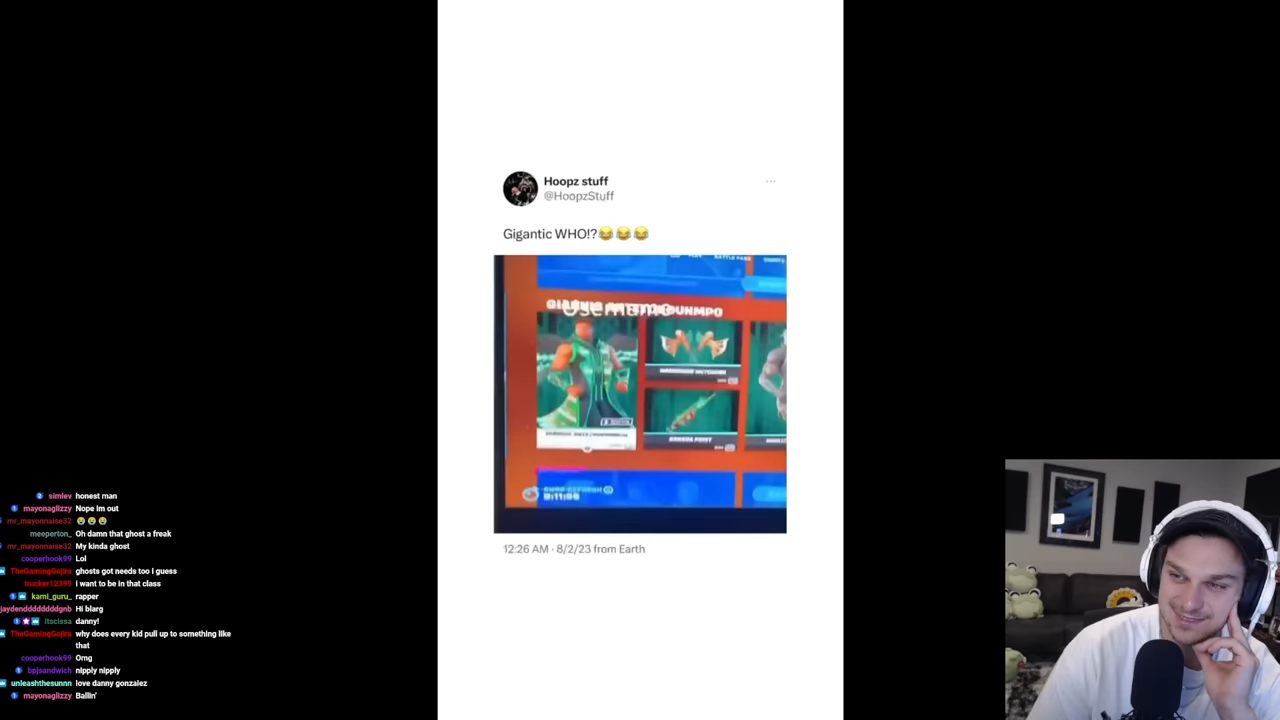 Hoopz stuff
@HoopzStuff
Gigantic WHO!?😂😂😂
BATTLE PASS
Username
12:26 AM · 8/2/23 from Earth
simlev honest man
mayonaglizzy Nope im out
mr_mayonnaise32 😭 😭 😭
meeperton_ Oh damn that ghost a freak
mr_mayonnaise32 My kinda ghost
cooperhook99 Lol
TheGamingGojira ghosts got needs too I guess
trucker12399 i want to be in that class
kami_guru_ rapper
jaydenddddddddgnb Hi blarg
itscissa danny!
TheGamingGojira why does every kid pull up to something like
that
cooperhook99 Omg
bpjsandwich nipply nipply
unleashthesunnn love danny gonzalez
mayonaglizzy Ballin'